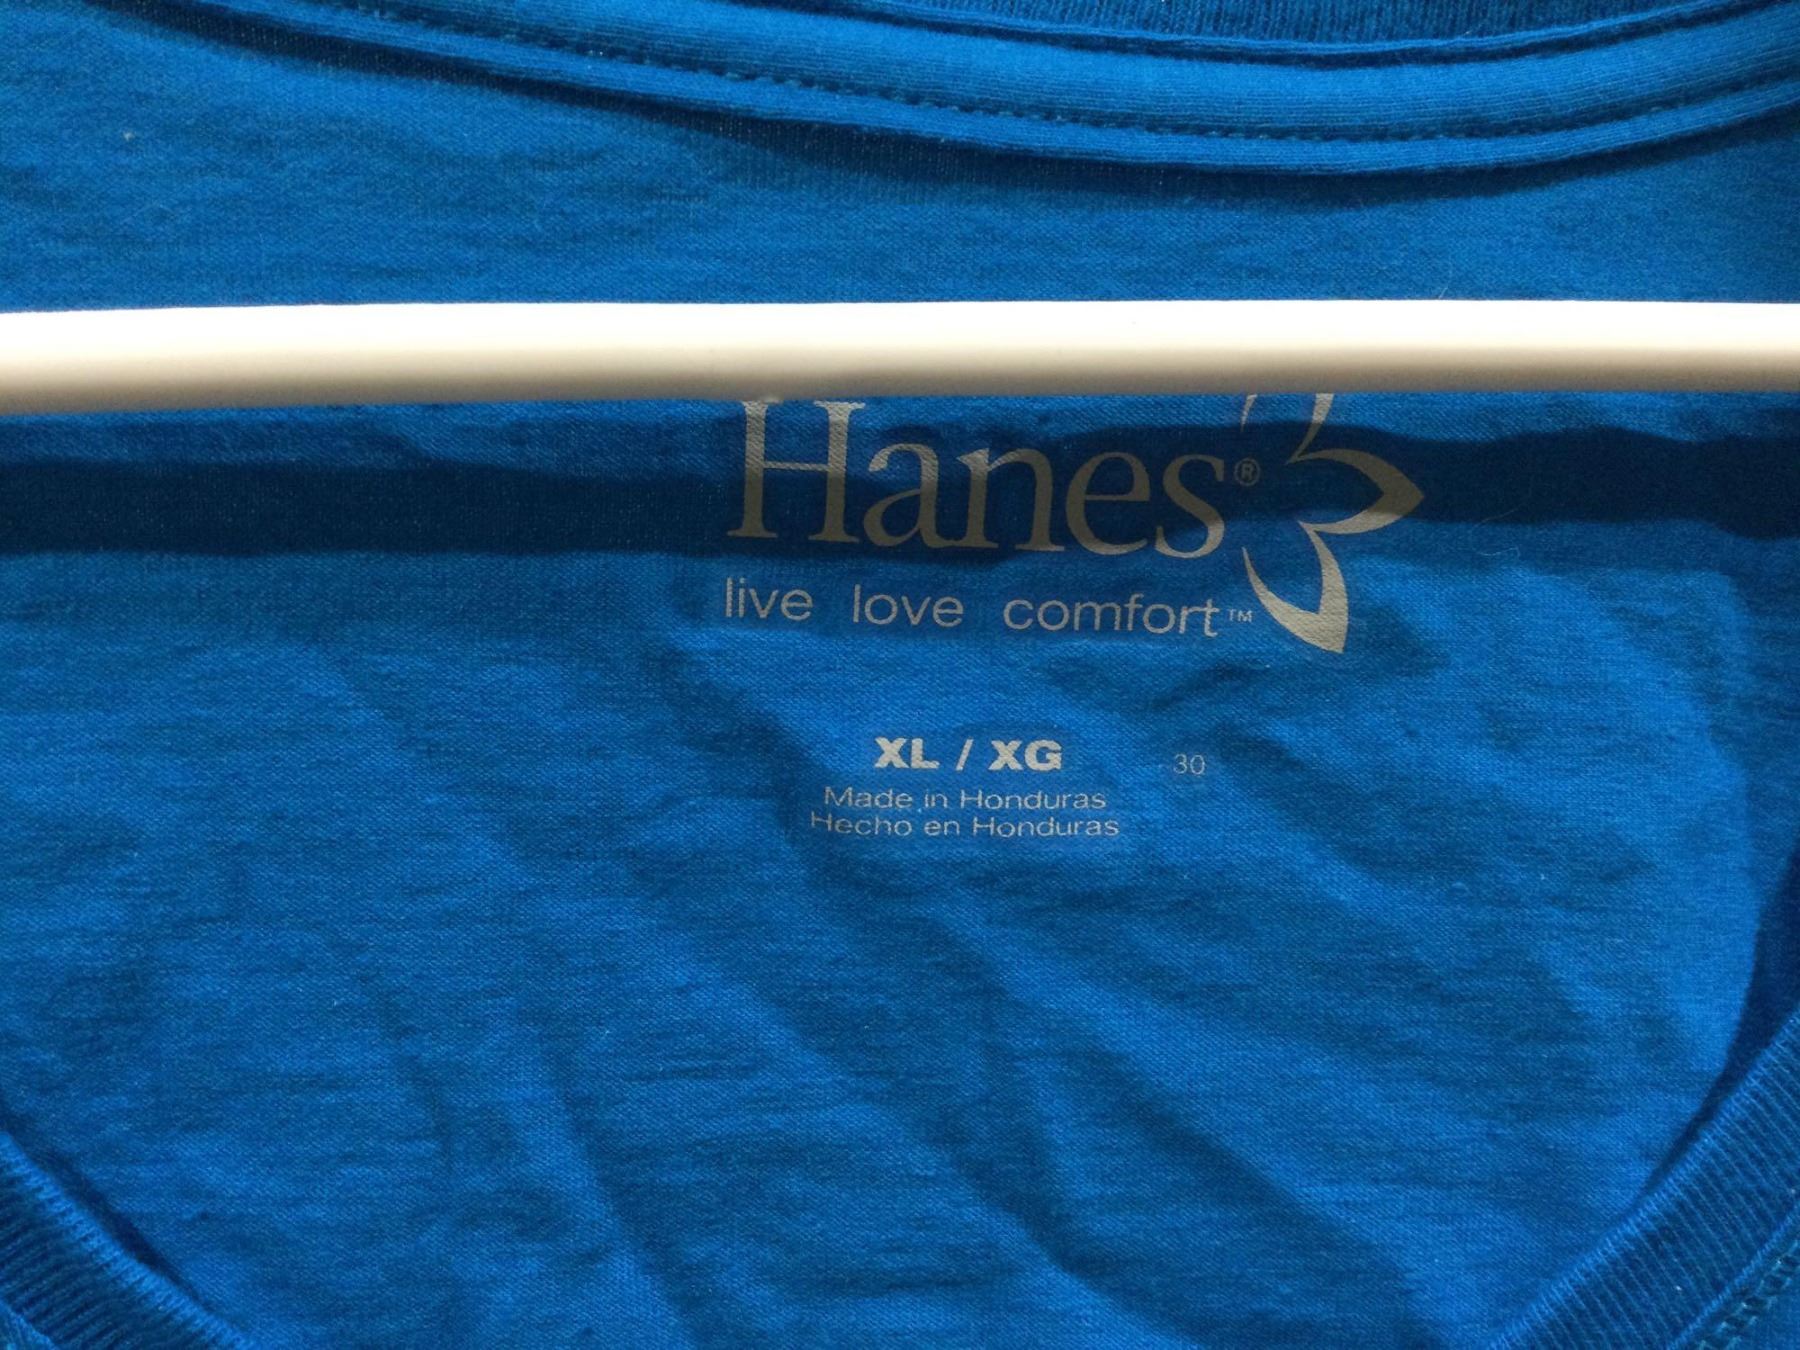 Hanes®
live love comfort™
XL / XG 30
Made in Honduras
Hecho en Honduras